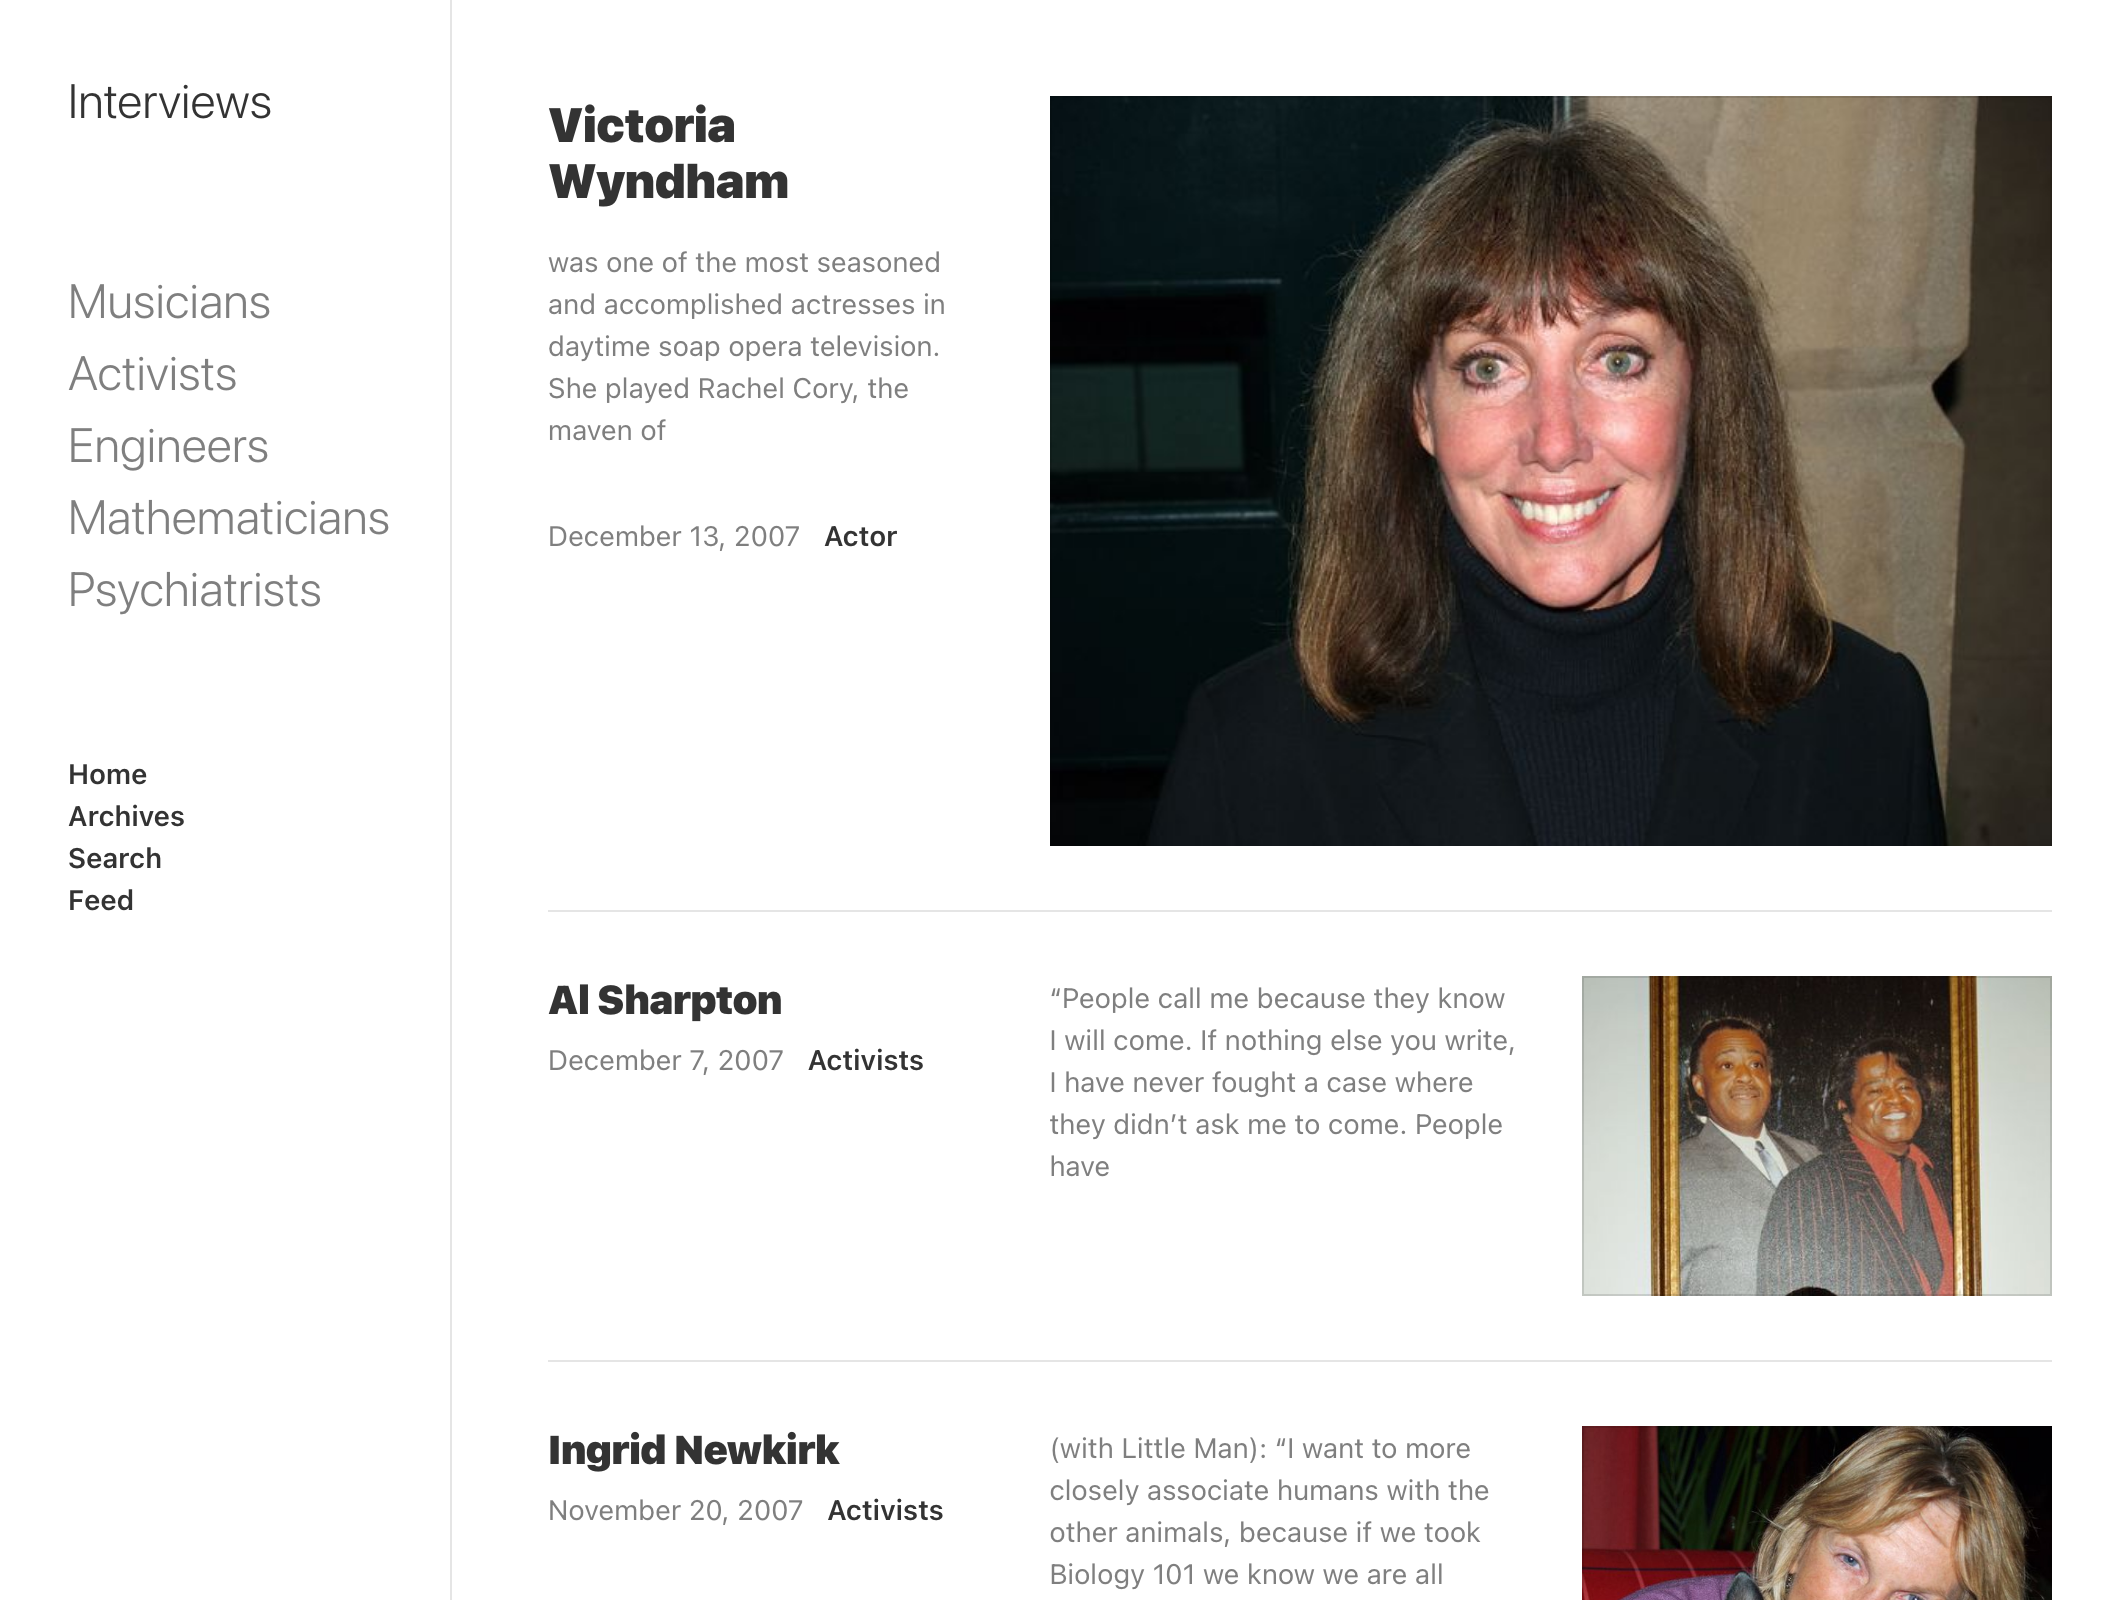 Interviews
Musicians
Activists
Engineers
Mathematicians
Psychiatrists
Home
Archives
Search
Feed
Victoria
Wyndham
was one of the most seasoned
and accomplished actresses in
daytime soap opera television.
She played Rachel Cory, the
maven of
December 13, 2007 Actor
Al Sharpton
December 7, 2007 Activists
“People call me because they know
I will come. If nothing else you write,
I have never fought a case where
they didn’t ask me to come. People
have
Ingrid Newkirk
November 20, 2007 Activists
(with Little Man): “I want to more
closely associate humans with the
other animals, because if we took
Biology 101 we know we are all